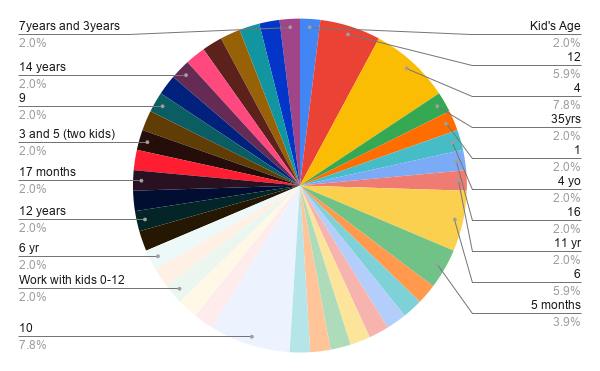 7years and 3years
2.0%
14 years
2.0%
9
2.0%
3 and 5 (two kids)
2.0%
17 months
2.0%
12 years
2.0%
6 yr
2.0%
Work with kids 0-12
2.0%
10
7.8%
Kid's Age
2.0%
12
5.9%
4
7.8%
35yrs
2.0%
1
2.0%
4 yo
2.0%
16
2.0%
11 yr
2.0%
6
5.9%
5 months
3.9%